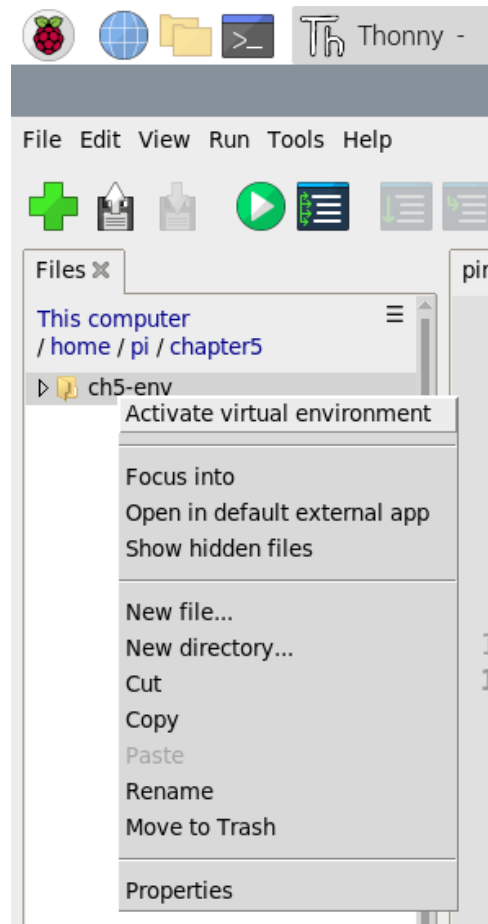 Thonny -
File Edit View Run Tools Help
Files
This computer
/ home / pi / chapter5
ch5-env
Activate virtual environment
Focus into
Open in default external app
Show hidden files
New file...
New directory...
Cut
Copy
Paste
Rename
Move to Trash
Properties